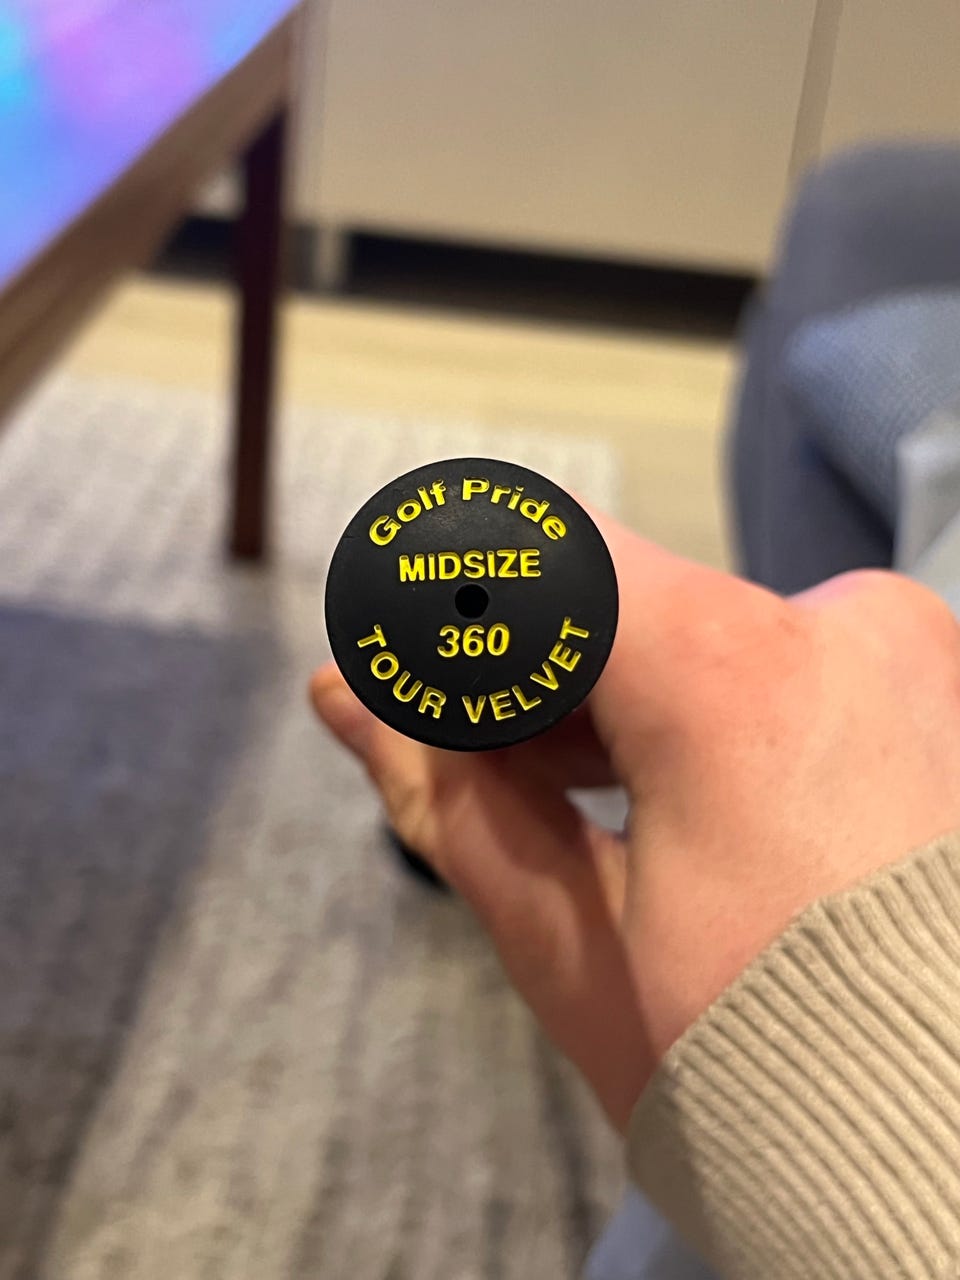 Golf Pride
MIDSIZE
360
TOUR VELVET